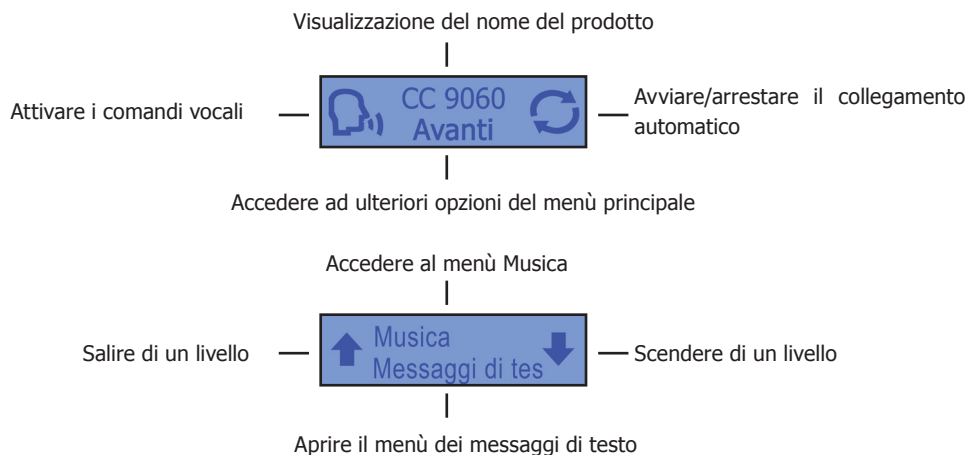 Visualizzazione del nome del prodotto
Attivare i comandi vocali
CC 9060
Avanti
Avviare/arrestare il collegamento
automatico
Accedere ad ulteriori opzioni del menù principale
Accedere al menù Musica
Salire di un livello
Musica
Messaggi di tes
Scendere di un livello
Aprire il menù dei messaggi di testo